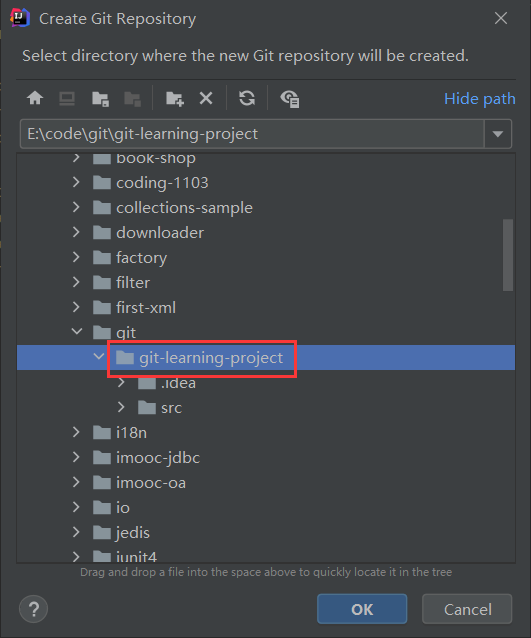 Create Git Repository
Select directory where the new Git repository will be created.
Hide path
E:\code\git\git-learning-project
book-shop
coding-1103
collections-sample
downloader
factory
filter
first-xml
git
git-learning-project
.idea
src
i18n
imooc-jdbc
imooc-oa
io
jedis
junit4
Drag and drop a file into the space above to quickly locate it in the tree
?
OK
Cancel